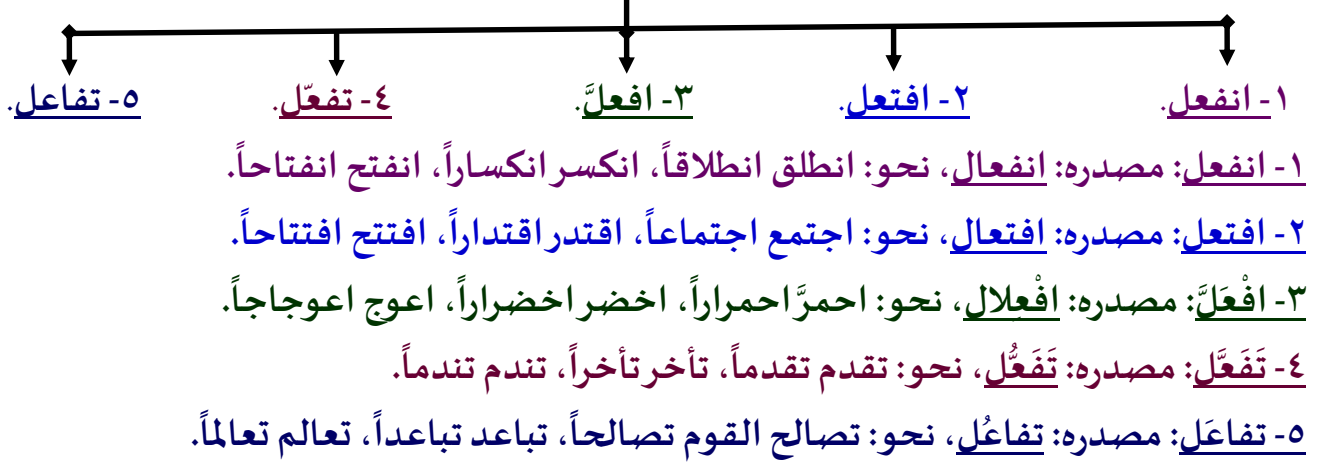 ١- انفعل. ٢- افتعل. ٣- افعلَّ. ٤- تفعّل. ٥- تفاعل.
١- انفعل: مصدره: انفعال، نحو: انطلق انطلاقاً، انكسر انكساراً، انفتح انفتاحاً.
٢- افتعل: مصدره: افتعال، نحو: اجتمع اجتماعاً، اقتدر اقتداراً، افتتح افتتاحاً.
٣- افْعَلَّ: مصدره: افْعِلال، نحو: احمرَّ احمراراً، اخضر اخضراراً، اعوج اعوجاجاً.
٤- تَفَعَّل: مصدره: تَفَعُّل، نحو: تقدم تقدماً، تأخر تأخراً، تندم تندماً.
٥- تفاعَل: مصدره: تفاعُل، نحو: تصالح القوم تصالحاً، تباعد تباعداً، تعالم تعالماً.